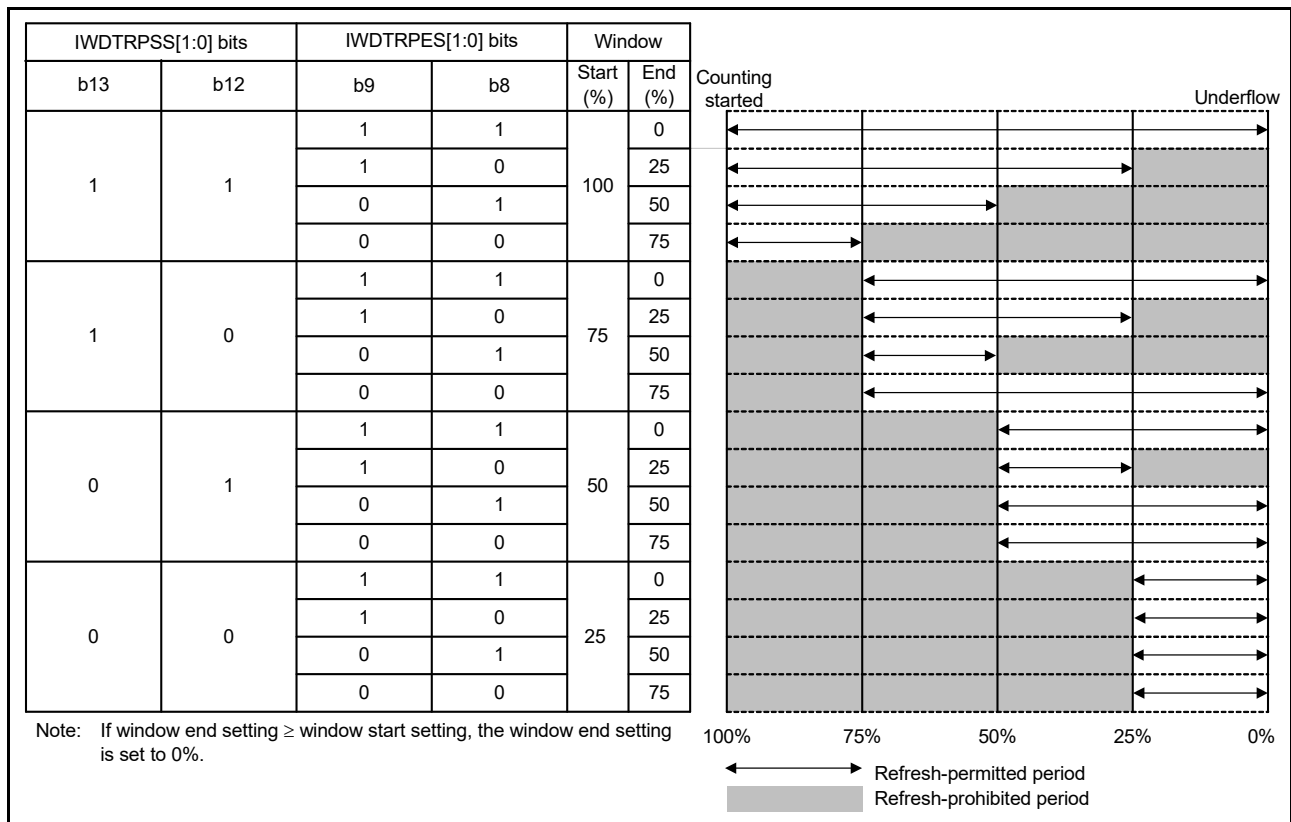 IWDTRPSS[1:0] bits IWDTRPES[1:0] bits Window
b13 b12 b9 b8 Start (%) End (%) Counting started Underflow
1 1 0
1 0 25
1 1 100
0 1 50
0 0 75
1 1 0
1 0 25
1 0 75
0 1 50
0 0 75
1 1 0
1 0 25
0 1 50
0 1 50
0 0 75
1 1 0
1 0 25
0 0 25
0 1 50
0 0 75
Note: If window end setting ≥ window start setting, the window end setting
is set to 0%.
100% 75% 50% 25% 0%
Refresh-permitted period
Refresh-prohibited period